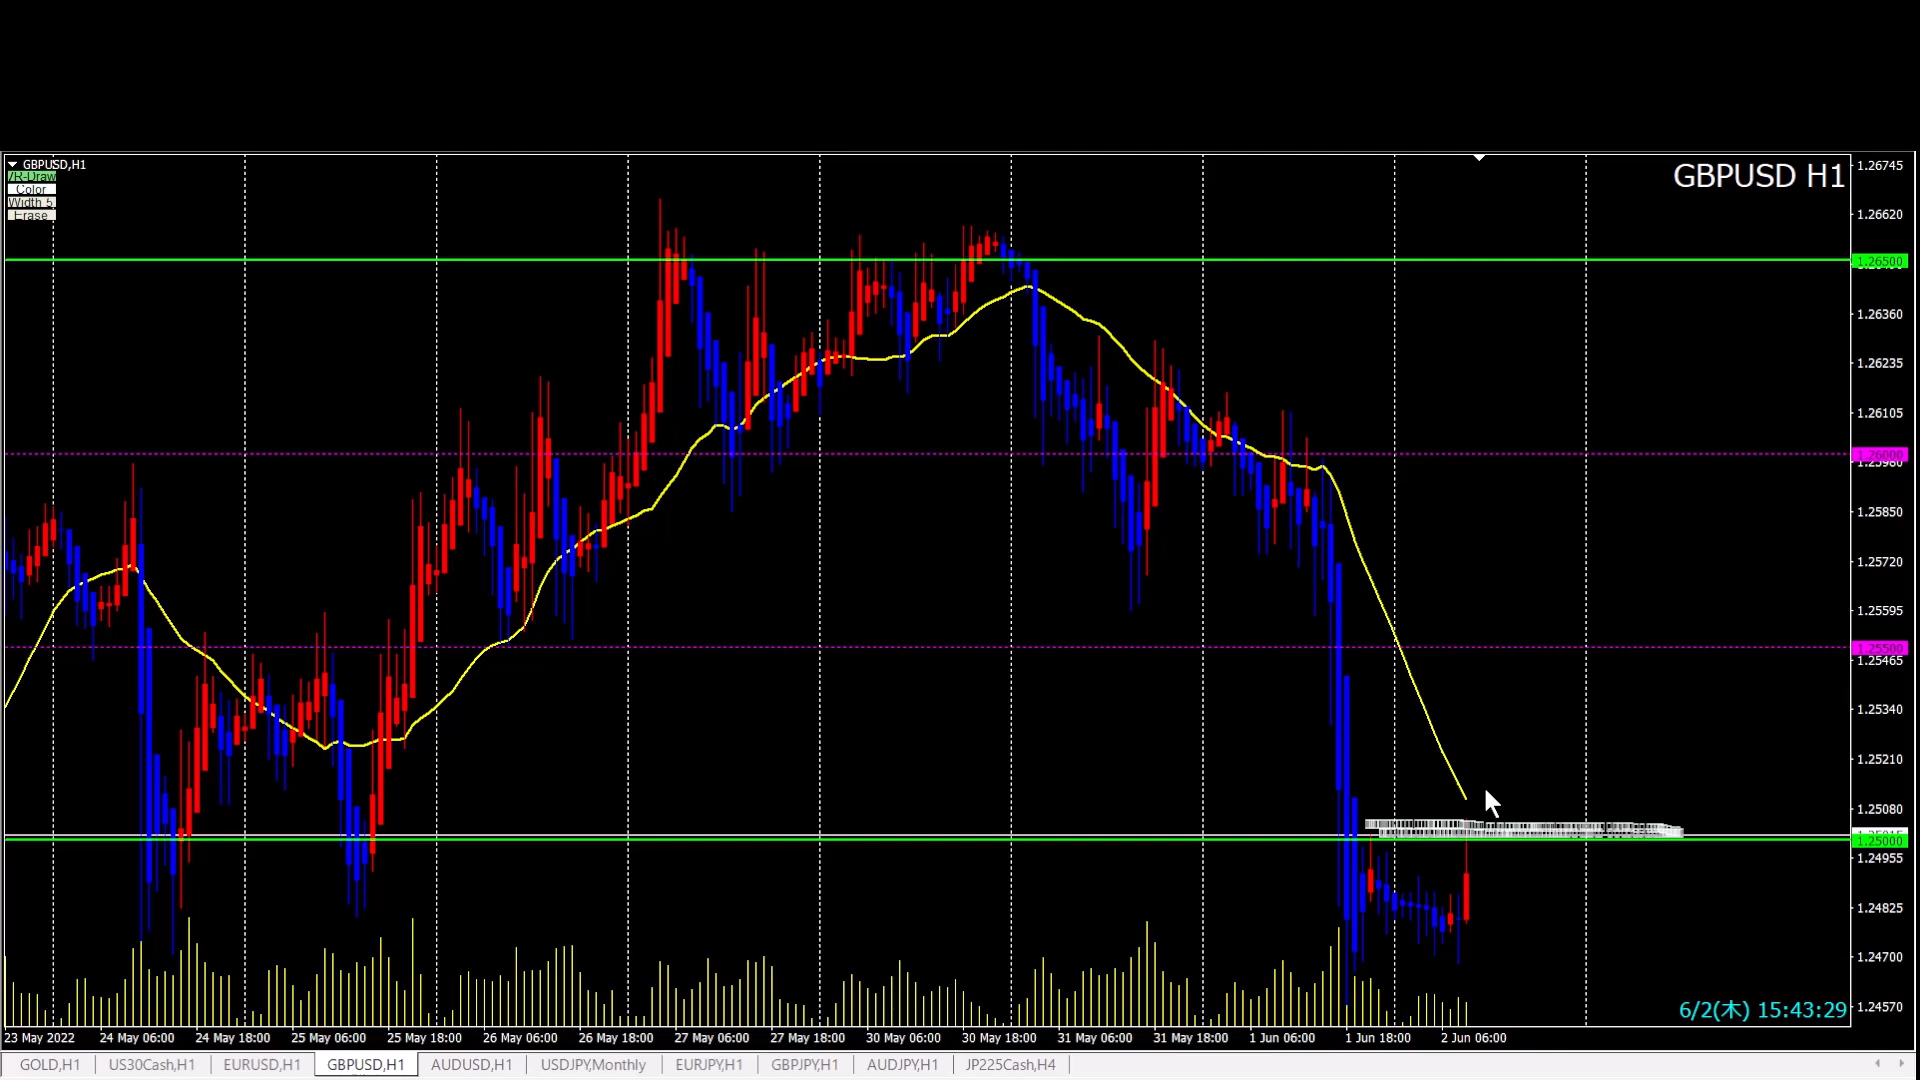 GBPUSD,H1
GBPUSD H1
VR-Draw
Color
Width 5
Erase
1.26745
1.26620
1.26500
1.26360
1.26235
1.26105
1.26000
1.25980
1.25850
1.25720
1.25595
1.25500
1.25465
1.25340
1.25210
1.25080
1.25000
1.24955
1.24825
1.24700
1.24570
6/2(木) 15:43:29
23 May 2022 24 May 06:00 24 May 18:00 25 May 06:00 25 May 18:00 26 May 06:00 26 May 18:00 27 May 06:00 27 May 18:00 30 May 06:00 30 May 18:00 31 May 06:00 31 May 18:00 1 Jun 06:00 1 Jun 18:00 2 Jun 06:00
GOLD,H1 US30Cash,H1 EURUSD,H1 GBPUSD,H1 AUDUSD,H1 USDJPY,Monthly EURJPY,H1 GBPJPY,H1 AUDJPY,H1 JP225Cash,H4